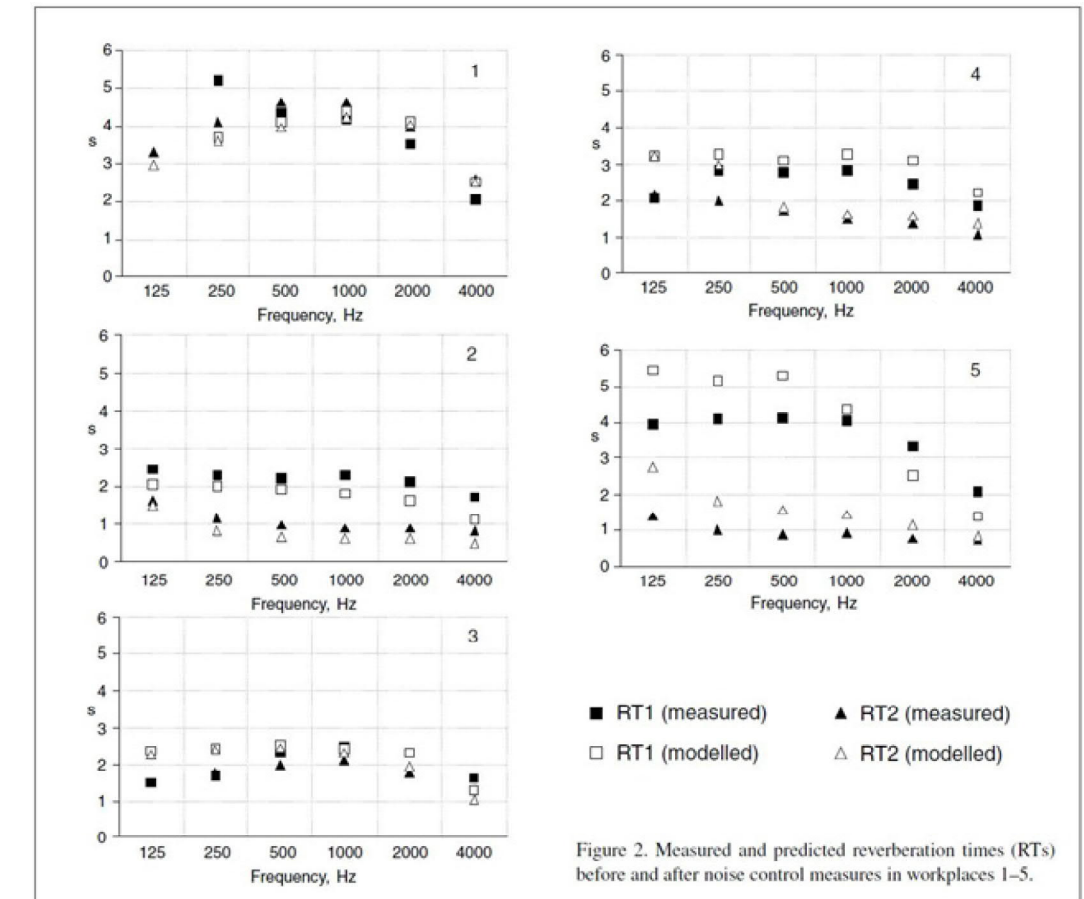 6
1
5
4
s
3
2
1
0
125 250 500 1000 2000 4000
Frequency, Hz
6
4
5
4
s
3
2
1
0
125 250 500 1000 2000 4000
Frequency, Hz
6
2
5
4
s
3
2
1
0
125 250 500 1000 2000 4000
Frequency, Hz
6
5
5
4
s
3
2
1
0
125 250 500 1000 2000 4000
Frequency, Hz
6
3
5
4
s
3
2
1
0
125 250 500 1000 2000 4000
Frequency, Hz
RT1 (measured) RT2 (measured)
RT1 (modelled) RT2 (modelled)
Figure 2. Measured and predicted reverberation times (RTs)
before and after noise control measures in workplaces 1–5.